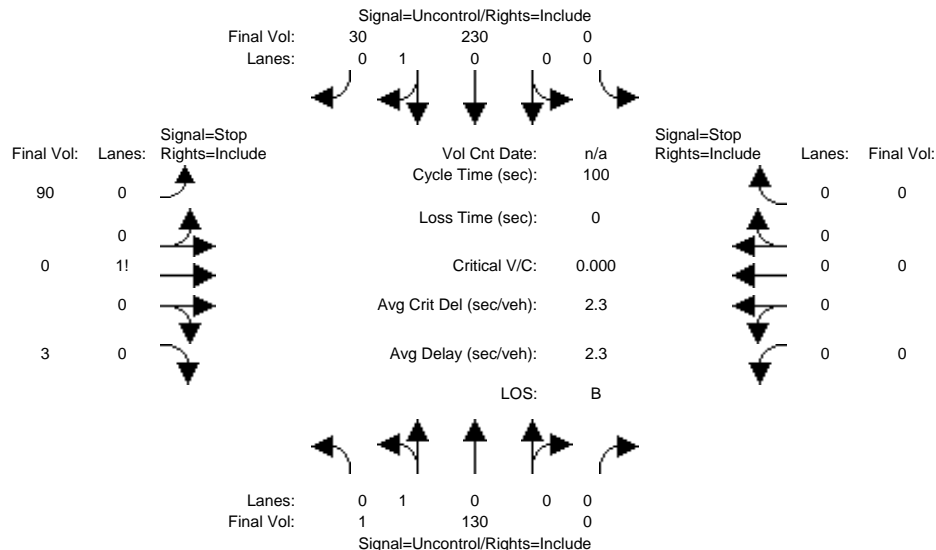 Signal=Uncontrol/Rights=Include
Final Vol: 30 230 0
Lanes: 0 1 0 0 0
Signal=Stop Signal=Stop
Final Vol: Lanes: Rights=Include Vol Cnt Date: n/a Rights=Include Lanes: Final Vol:
Cycle Time (sec): 100
90 0 0 0
Loss Time (sec): 0
0 0
0 1! Critical V/C: 0.000 0 0
0 Avg Crit Del (sec/veh): 2.3 0
3 0 Avg Delay (sec/veh): 2.3 0 0
LOS: B
Lanes: 0 1 0 0 0
Final Vol: 1 130 0
Signal=Uncontrol/Rights=Include